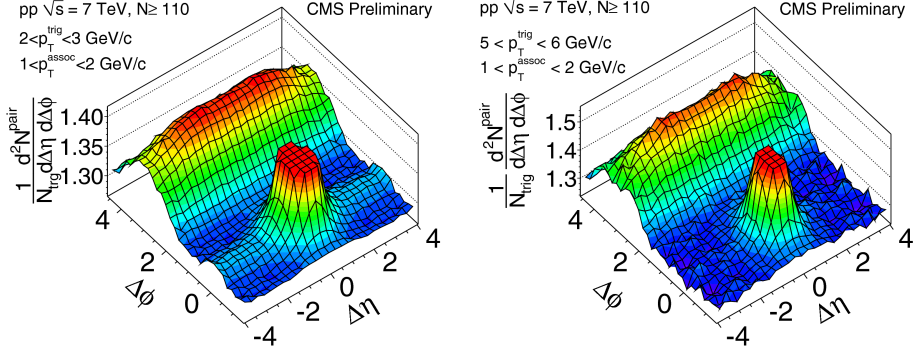 pp √s = 7 TeV, N≥ 110
CMS Preliminary
2<p_T^trig<3 GeV/c
1<p_T^assoc<2 GeV/c
1/N_trig d²N^pair/dΔη dΔϕ
1.40
1.35
1.30
4
2
0
Δϕ
-4
-2
0
2
4
Δη
pp √s = 7 TeV, N≥ 110
CMS Preliminary
5 < p_T^trig < 6 GeV/c
1 < p_T^assoc < 2 GeV/c
1/N_trig d²N^pair/dΔη dΔϕ
1.5
1.4
1.3
4
2
0
Δϕ
-4
-2
0
2
4
Δη